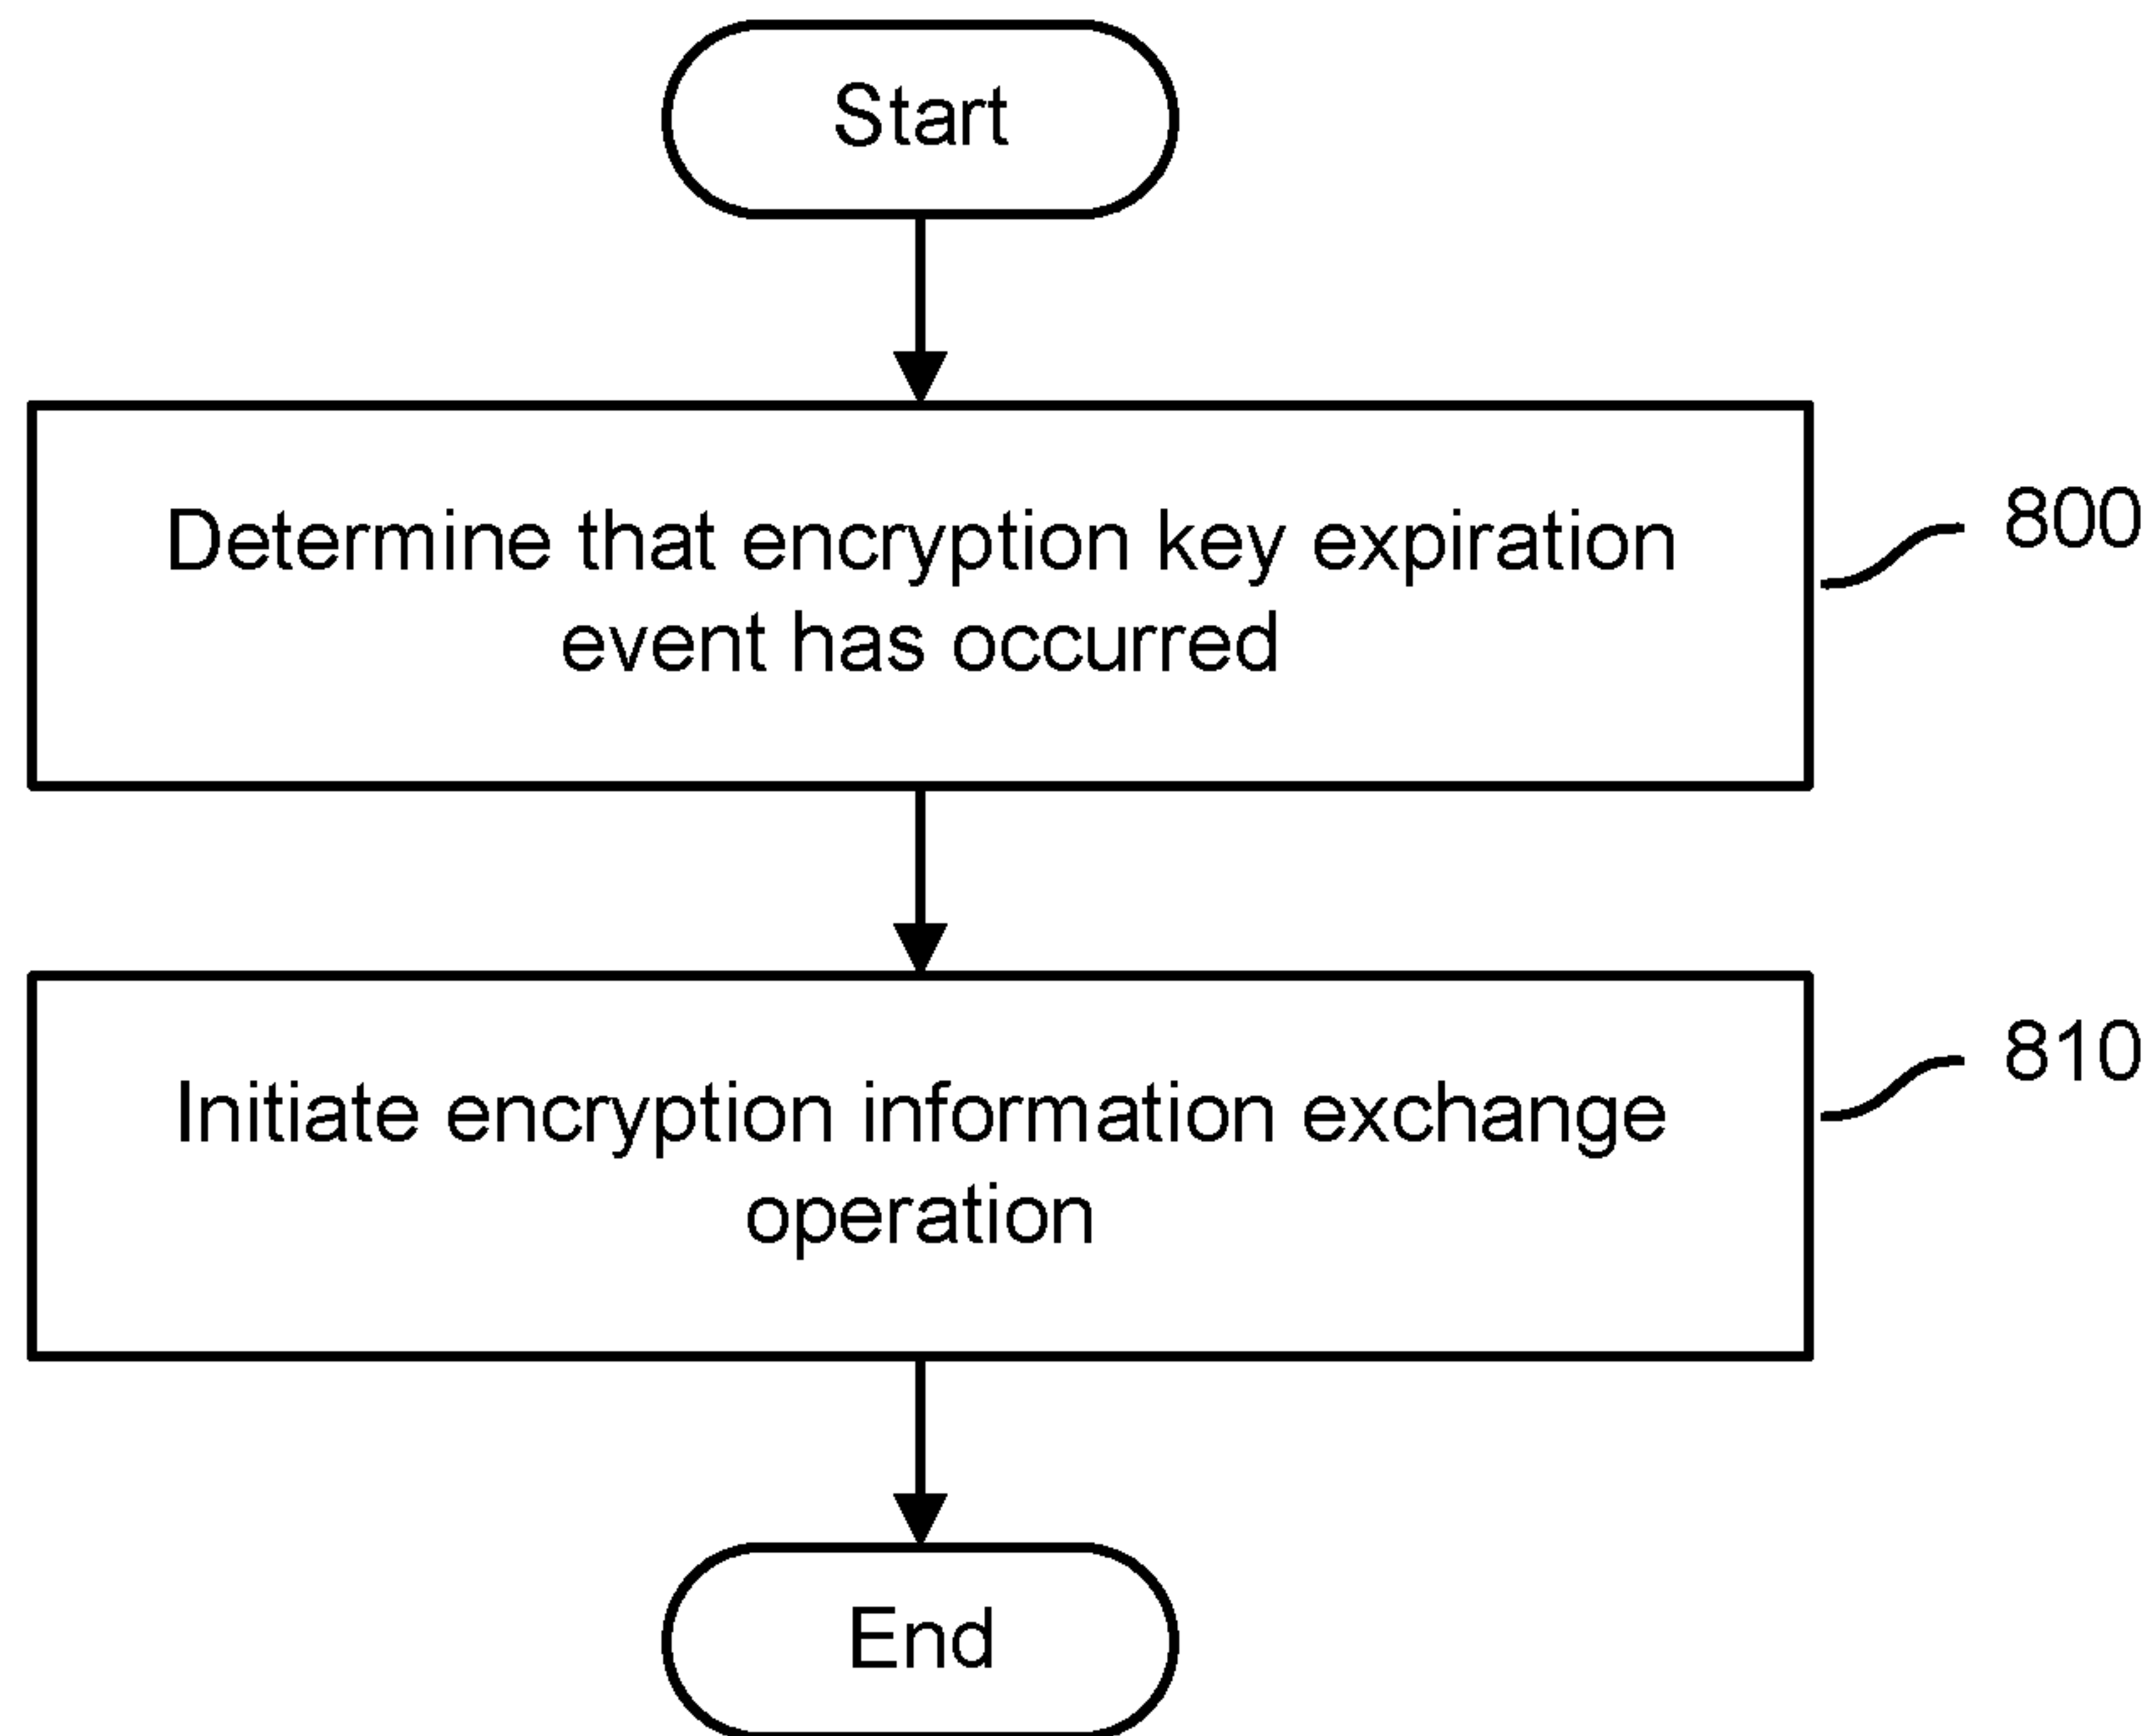 Start
Determine that encryption key expiration
event has occurred
800
Initiate encryption information exchange
operation
810
End